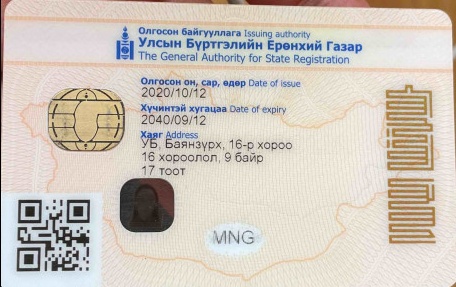 Олгосон байгууллага Issuing authority
Улсын Бүртгэлийн Ерөнхий Газар
The General Authority for State Registration
Олгосон он, сар, өдөр Date of issue
2020/10/12
Хүчинтэй хугацаа Date of expiry
2040/09/12
Хаяг Address
УБ, Баянзүрх, 16-р хороо
16 хороолол, 9 байр
17 тоот
MNG